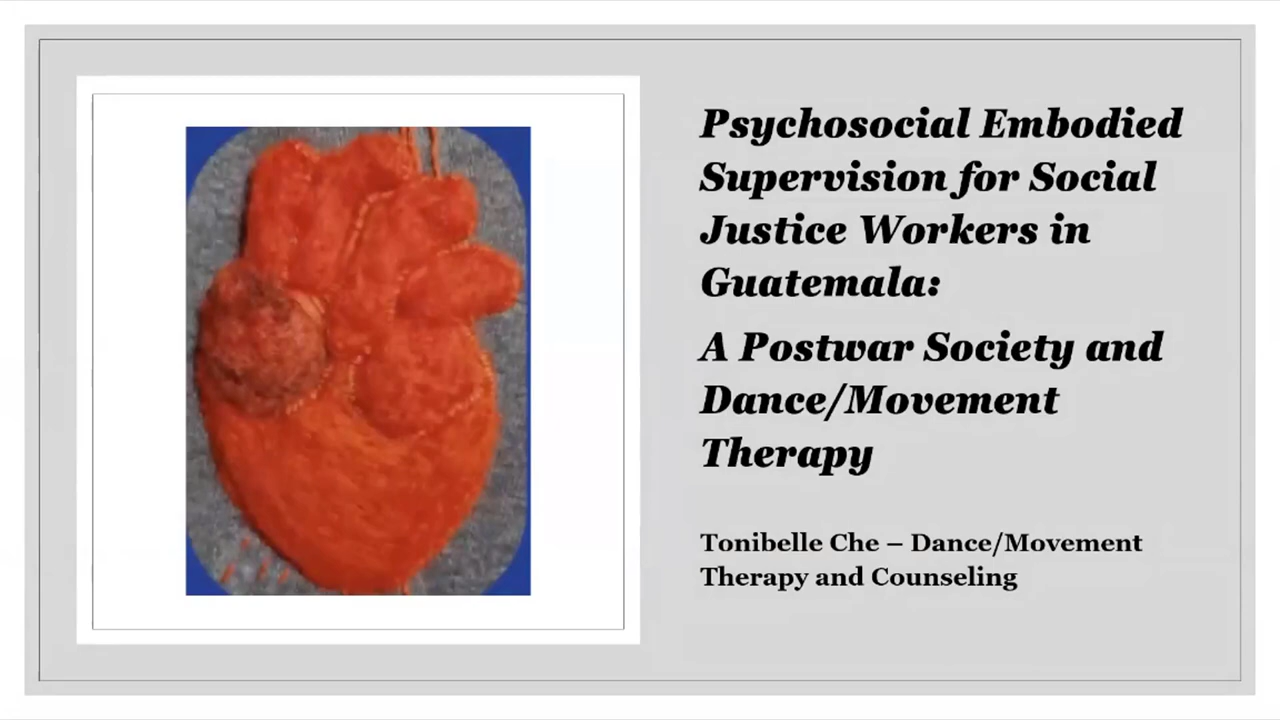 Psychosocial Embodied
Supervision for Social
Justice Workers in
Guatemala:
A Postwar Society and
Dance/Movement
Therapy
Tonibelle Che – Dance/Movement
Therapy and Counseling